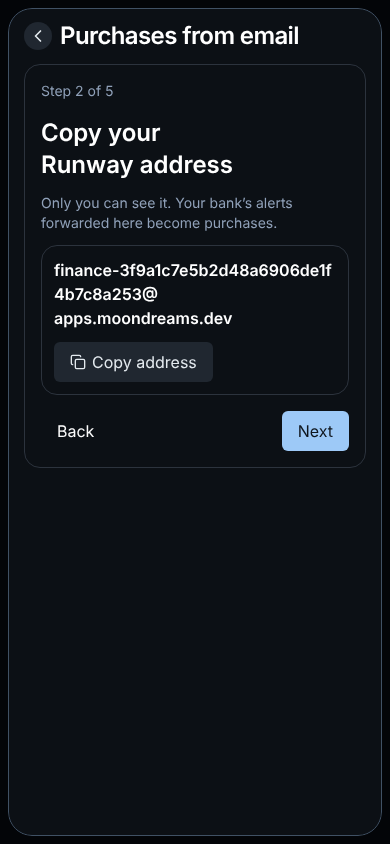 Purchases from email
Step 2 of 5
Copy your
Runway address
Only you can see it. Your bank’s alerts
forwarded here become purchases.
finance-3f9a1c7e5b2d48a6906de1f
4b7c8a253@
apps.moondreams.dev
Copy address
Back
Next